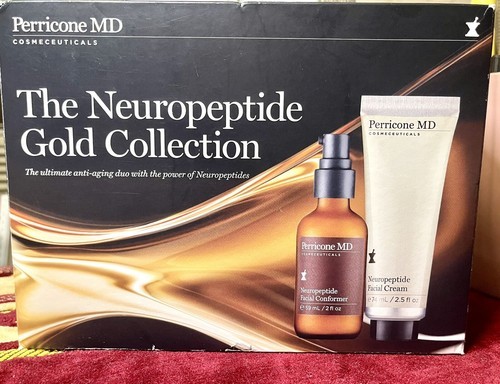 Perricone MD
COSMECEUTICALS
The Neuropeptide
Gold Collection
The ultimate anti-aging duo with the power of Neuropeptides
Perricone MD
COSMECEUTICALS
Neuropeptide
Facial Conformer
e 59 mL / 2 fl oz
Perricone MD
COSMECEUTICALS
Neuropeptide
Facial Cream
e 74 mL / 2.5 fl oz